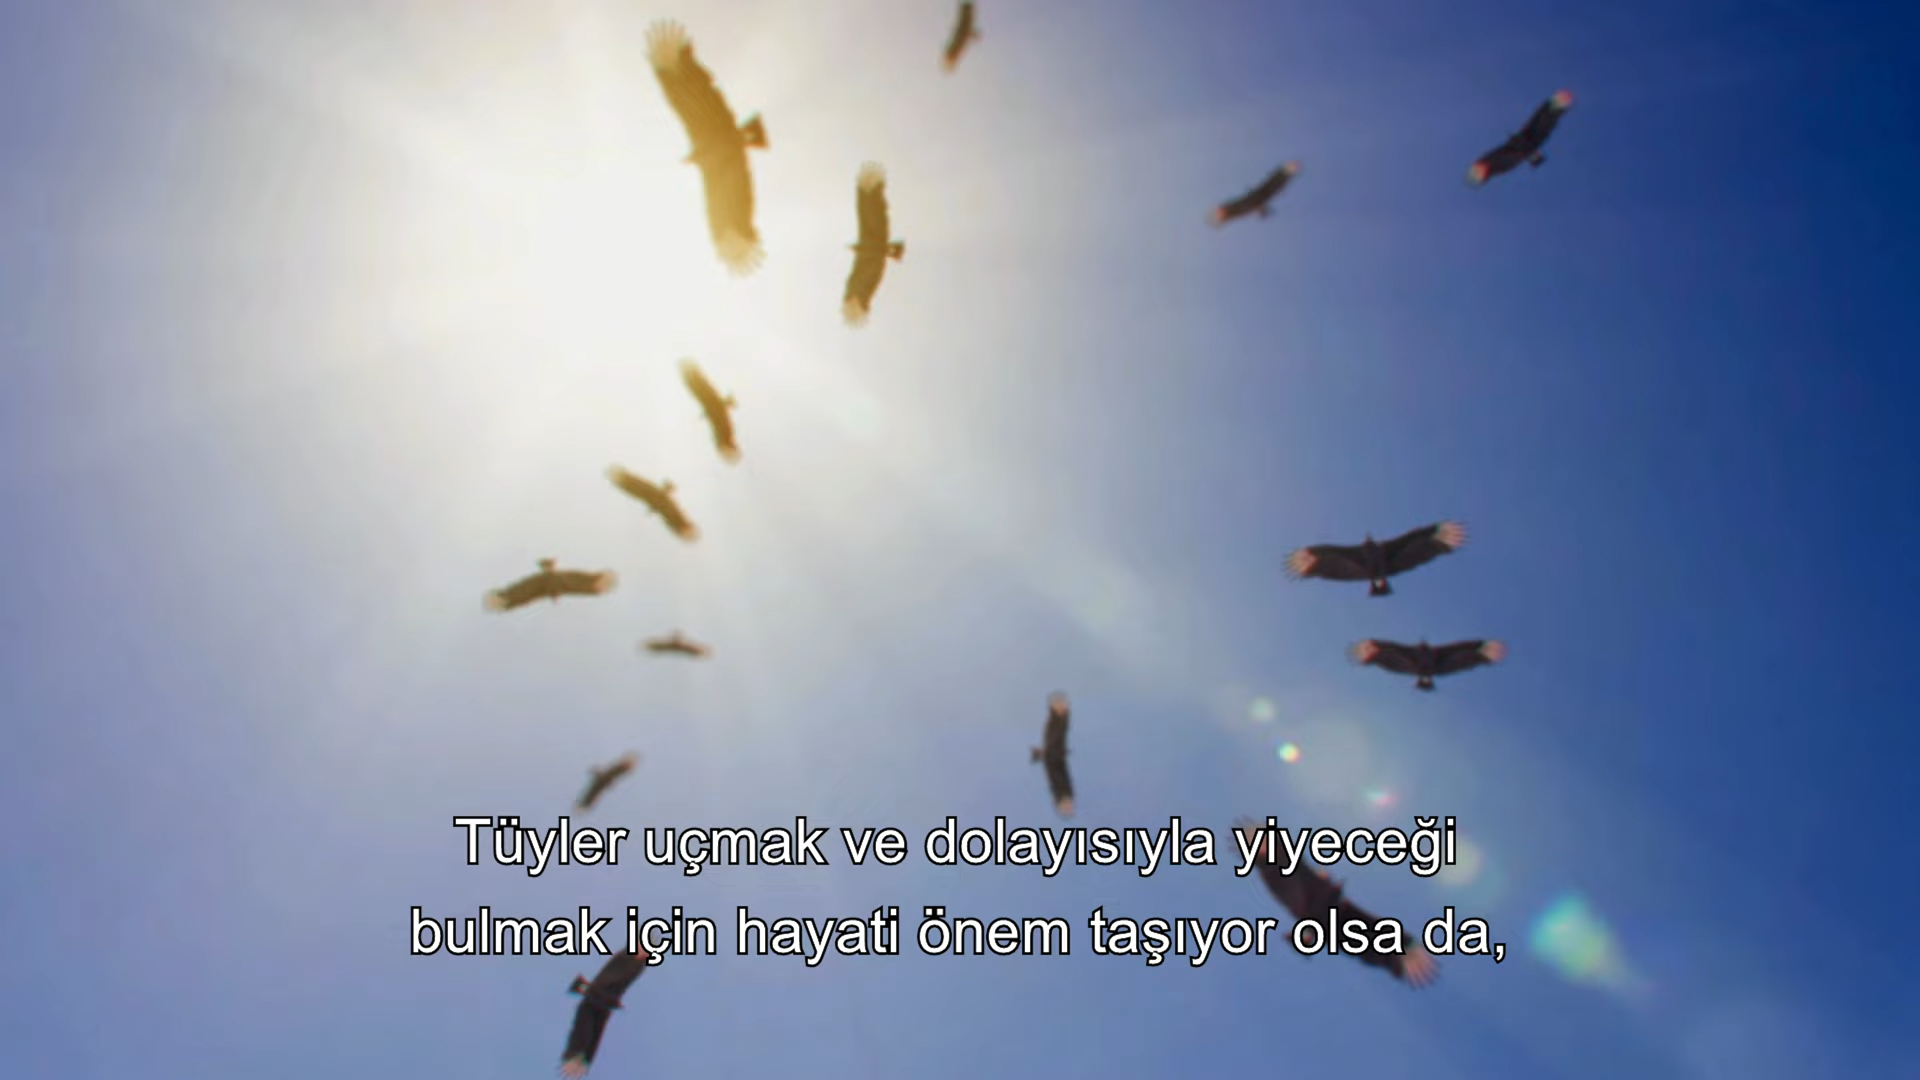 Tüyler uçmak ve dolayısıyla yiyeceği
bulmak için hayati önem taşıyor olsa da,